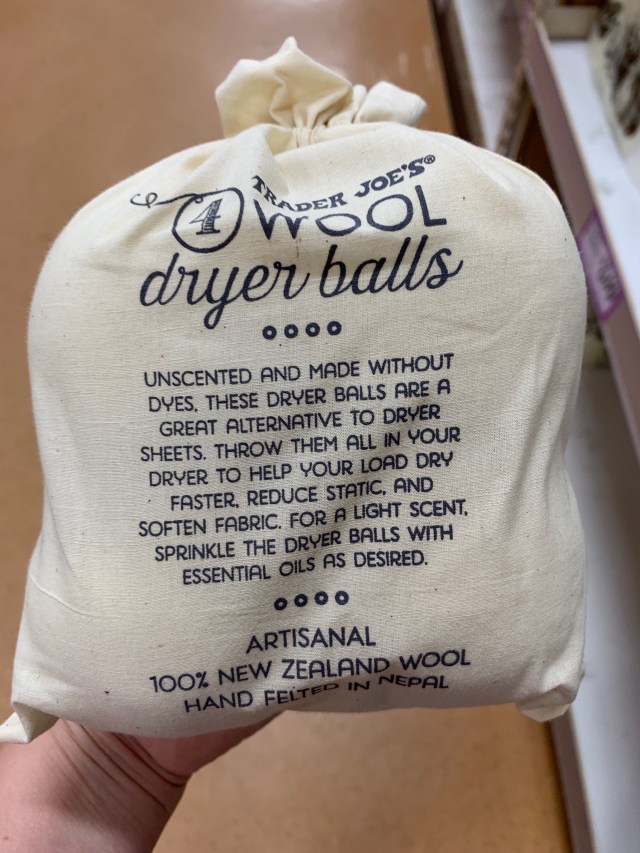 TRADER JOE'S®
4 WOOL
dryer balls
UNSCENTED AND MADE WITHOUT
DYES, THESE DRYER BALLS ARE A
GREAT ALTERNATIVE TO DRYER
SHEETS. THROW THEM ALL IN YOUR
DRYER TO HELP YOUR LOAD DRY
FASTER, REDUCE STATIC, AND
SOFTEN FABRIC. FOR A LIGHT SCENT,
SPRINKLE THE DRYER BALLS WITH
ESSENTIAL OILS AS DESIRED.
ARTISANAL
100% NEW ZEALAND WOOL
HAND FELTED IN NEPAL